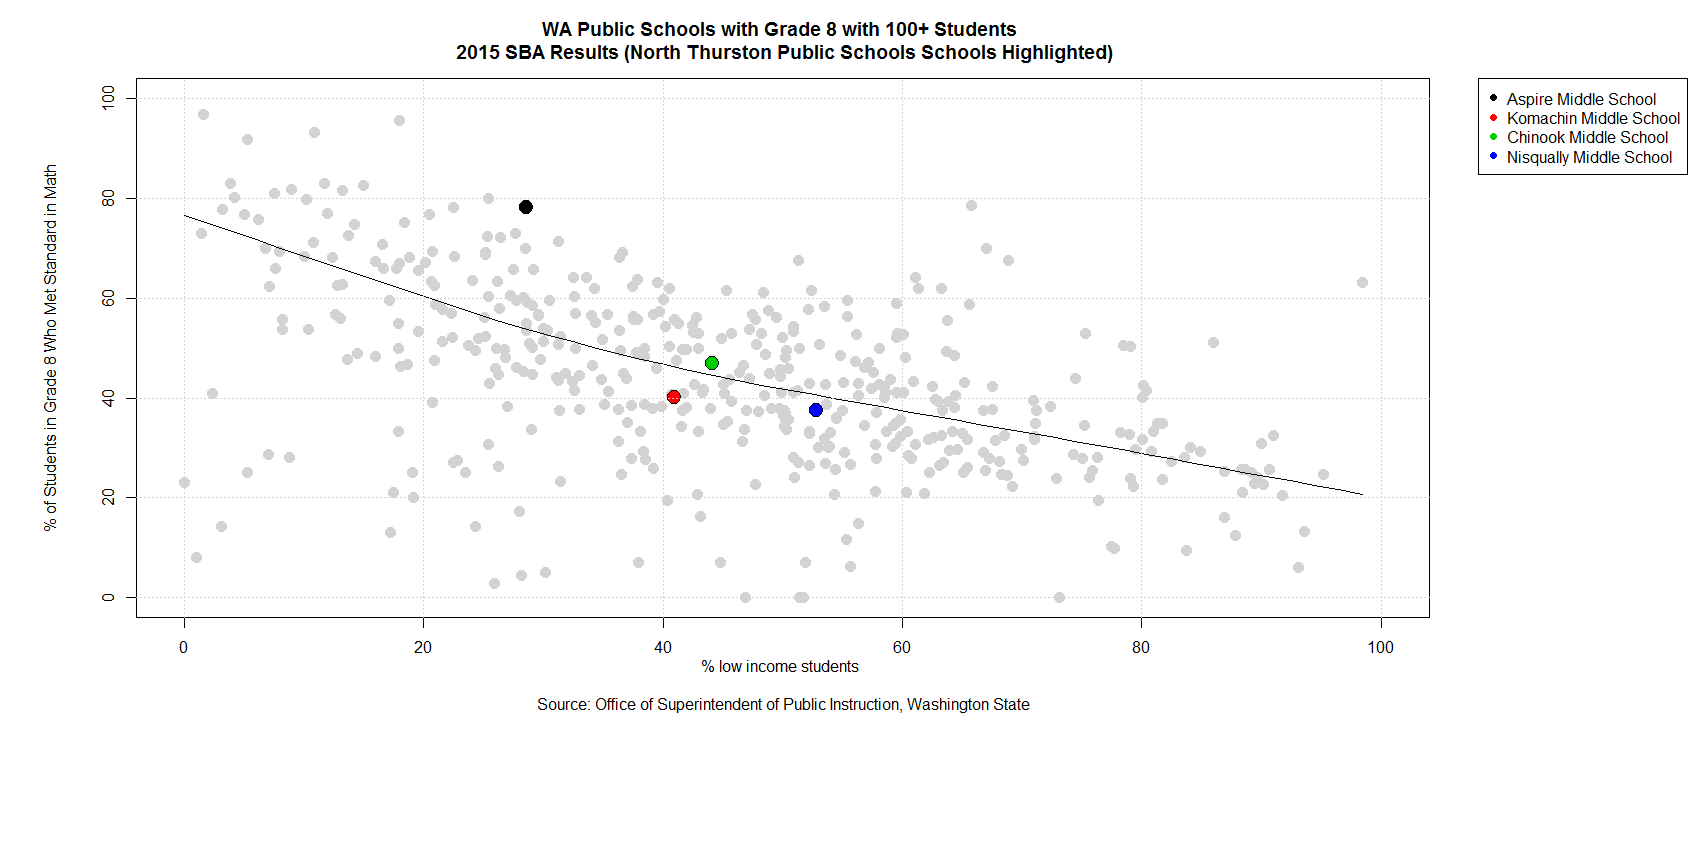 WA Public Schools with Grade 8 with 100+ Students
2015 SBA Results (North Thurston Public Schools Schools Highlighted)
% of Students in Grade 8 Who Met Standard in Math
100
80
60
40
20
0
0
20
40
60
80
100
% low income students
Source: Office of Superintendent of Public Instruction, Washington State
Aspire Middle School
Komachin Middle School
Chinook Middle School
Nisqually Middle School